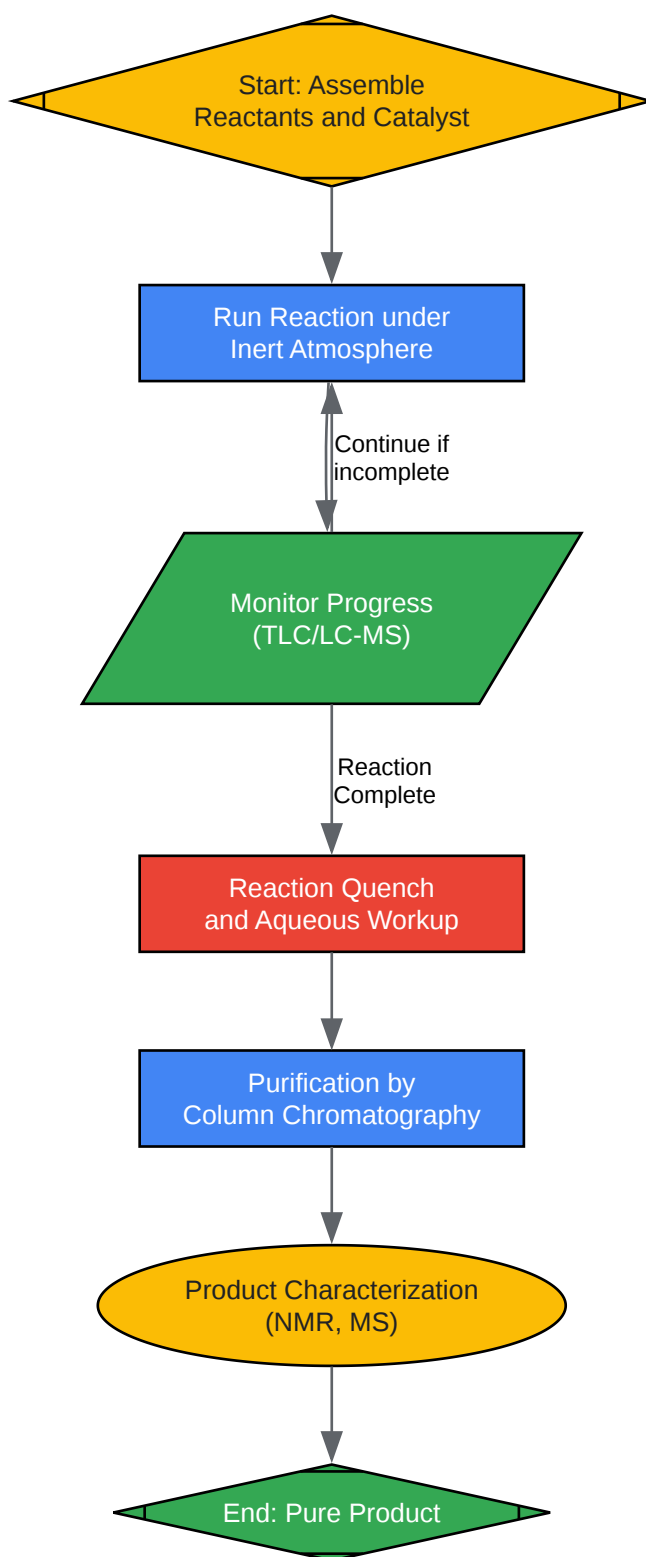 Start: Assemble
Reactants and Catalyst
Run Reaction under
Inert Atmosphere
Continue if
incomplete
Monitor Progress
(TLC/LC-MS)
Reaction
Complete
Reaction Quench
and Aqueous Workup
Purification by
Column Chromatography
Product Characterization
(NMR, MS)
End: Pure Product